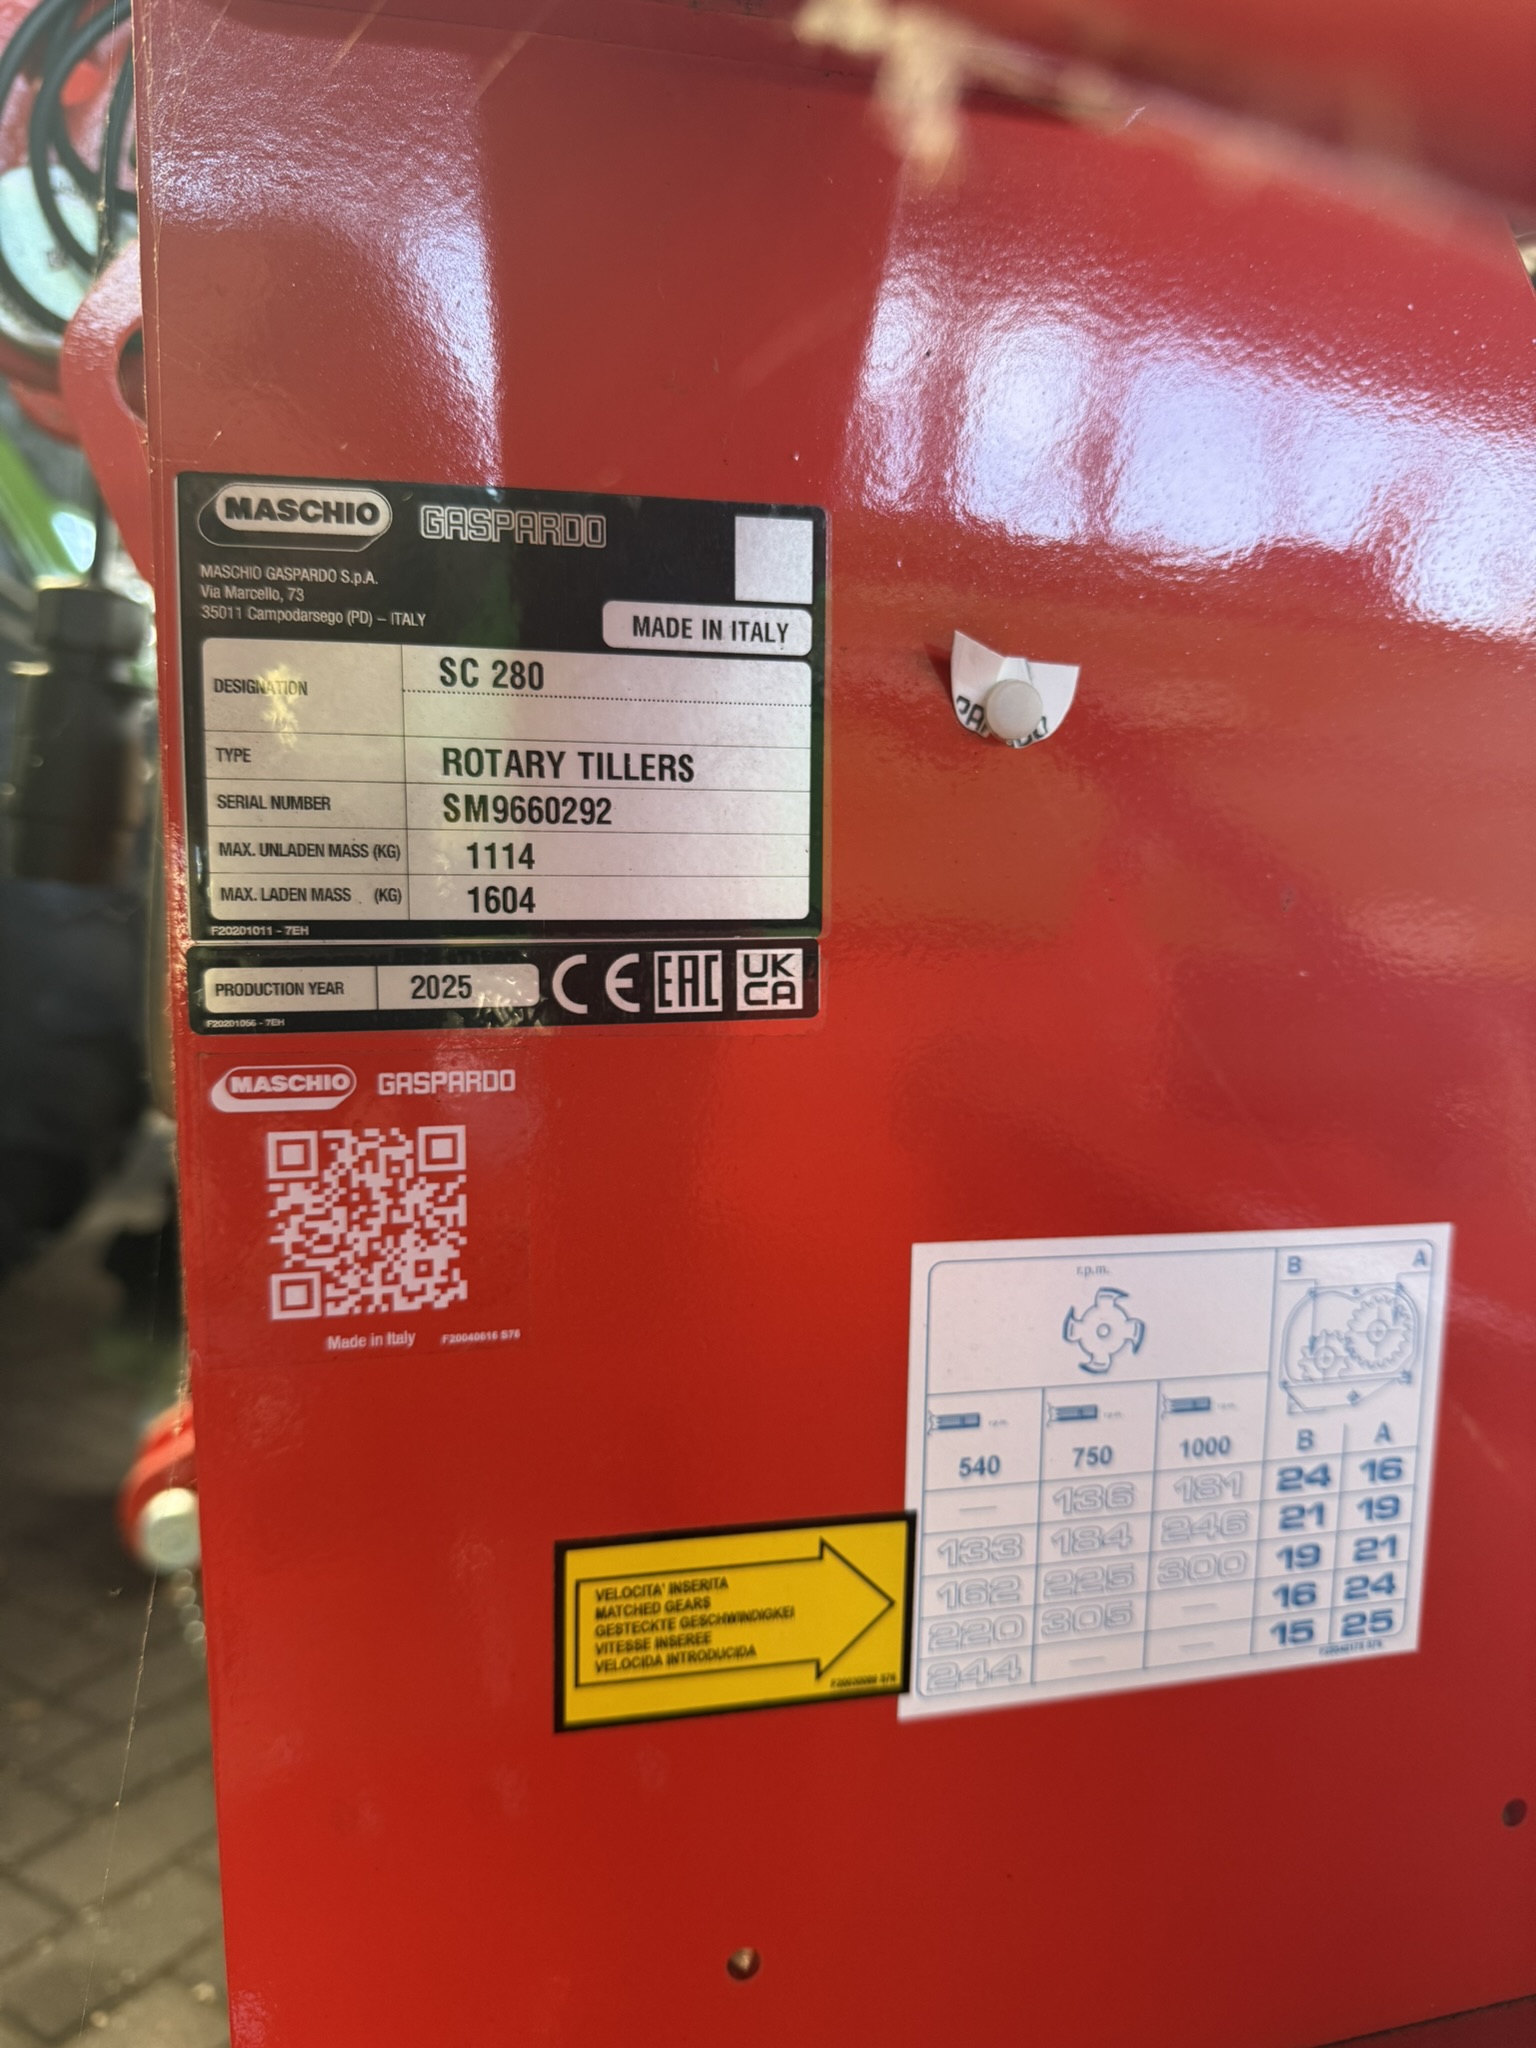 MASCHIO GASPARDO
MASCHIO GASPARDO S.p.A.
Via Marcello, 73
35011 Campodarsego (PD) – ITALY
MADE IN ITALY
DESIGNATION SC 280
TYPE ROTARY TILLERS
SERIAL NUMBER SM9660292
MAX. UNLADEN MASS (KG) 1114
MAX. LADEN MASS (KG) 1604
F20201011 - 7EH
PRODUCTION YEAR 2025 CE EAC UK CA
F20201056 - 7EH
MASCHIO GASPARDO
Made in Italy F20040616 S76
r.p.m. B A
r.p.m. r.p.m. r.p.m.
540 750 1000 B A
— 136 181 24 16
133 184 246 21 19
162 225 300 19 21
220 305 — 16 24
244 — — 15 25
VELOCITA' INSERITA
MATCHED GEARS
GESTECKTE GESCHWINDIGKEI
VITESSE INSEREE
VELOCIDA INTRODUCIDA